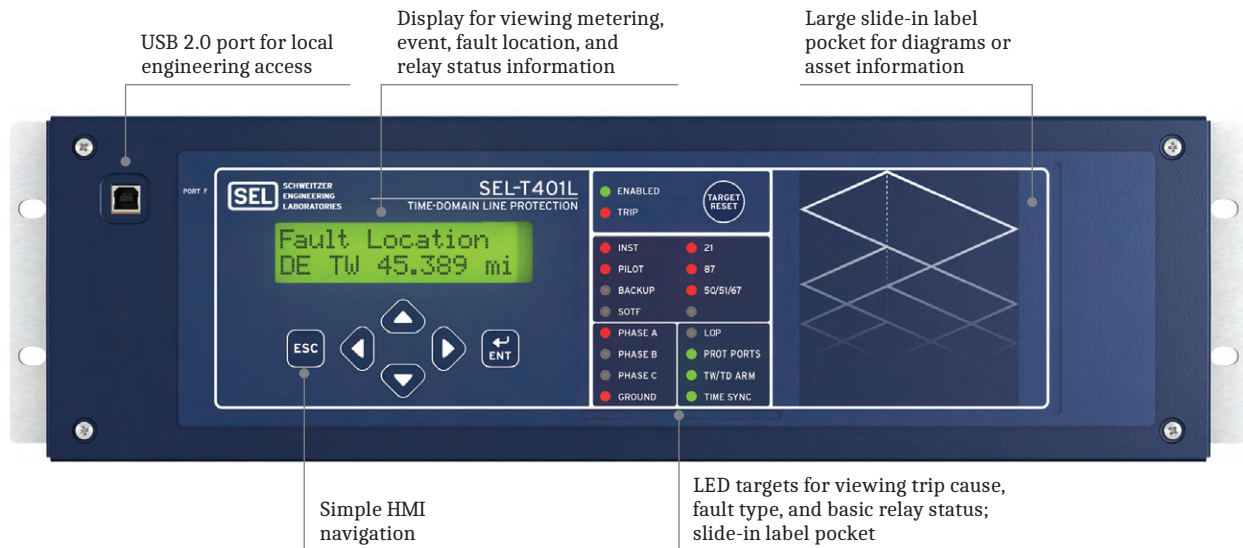 USB 2.0 port for local
engineering access
Display for viewing metering,
event, fault location, and
relay status information
Large slide-in label
pocket for diagrams or
asset information
PORT F
SEL
SCHWEITZER
ENGINEERING
LABORATORIES
SEL-T401L
TIME-DOMAIN LINE PROTECTION
Fault Location
DE TW 45.389 mi
ESC
ENT
ENABLED
TRIP
TARGET
RESET
INST
21
PILOT
87
BACKUP
50/51/67
SOTF
PHASE A
LOP
PHASE B
PROT PORTS
PHASE C
TW/TD ARM
GROUND
TIME SYNC
Simple HMI
navigation
LED targets for viewing trip cause,
fault type, and basic relay status;
slide-in label pocket